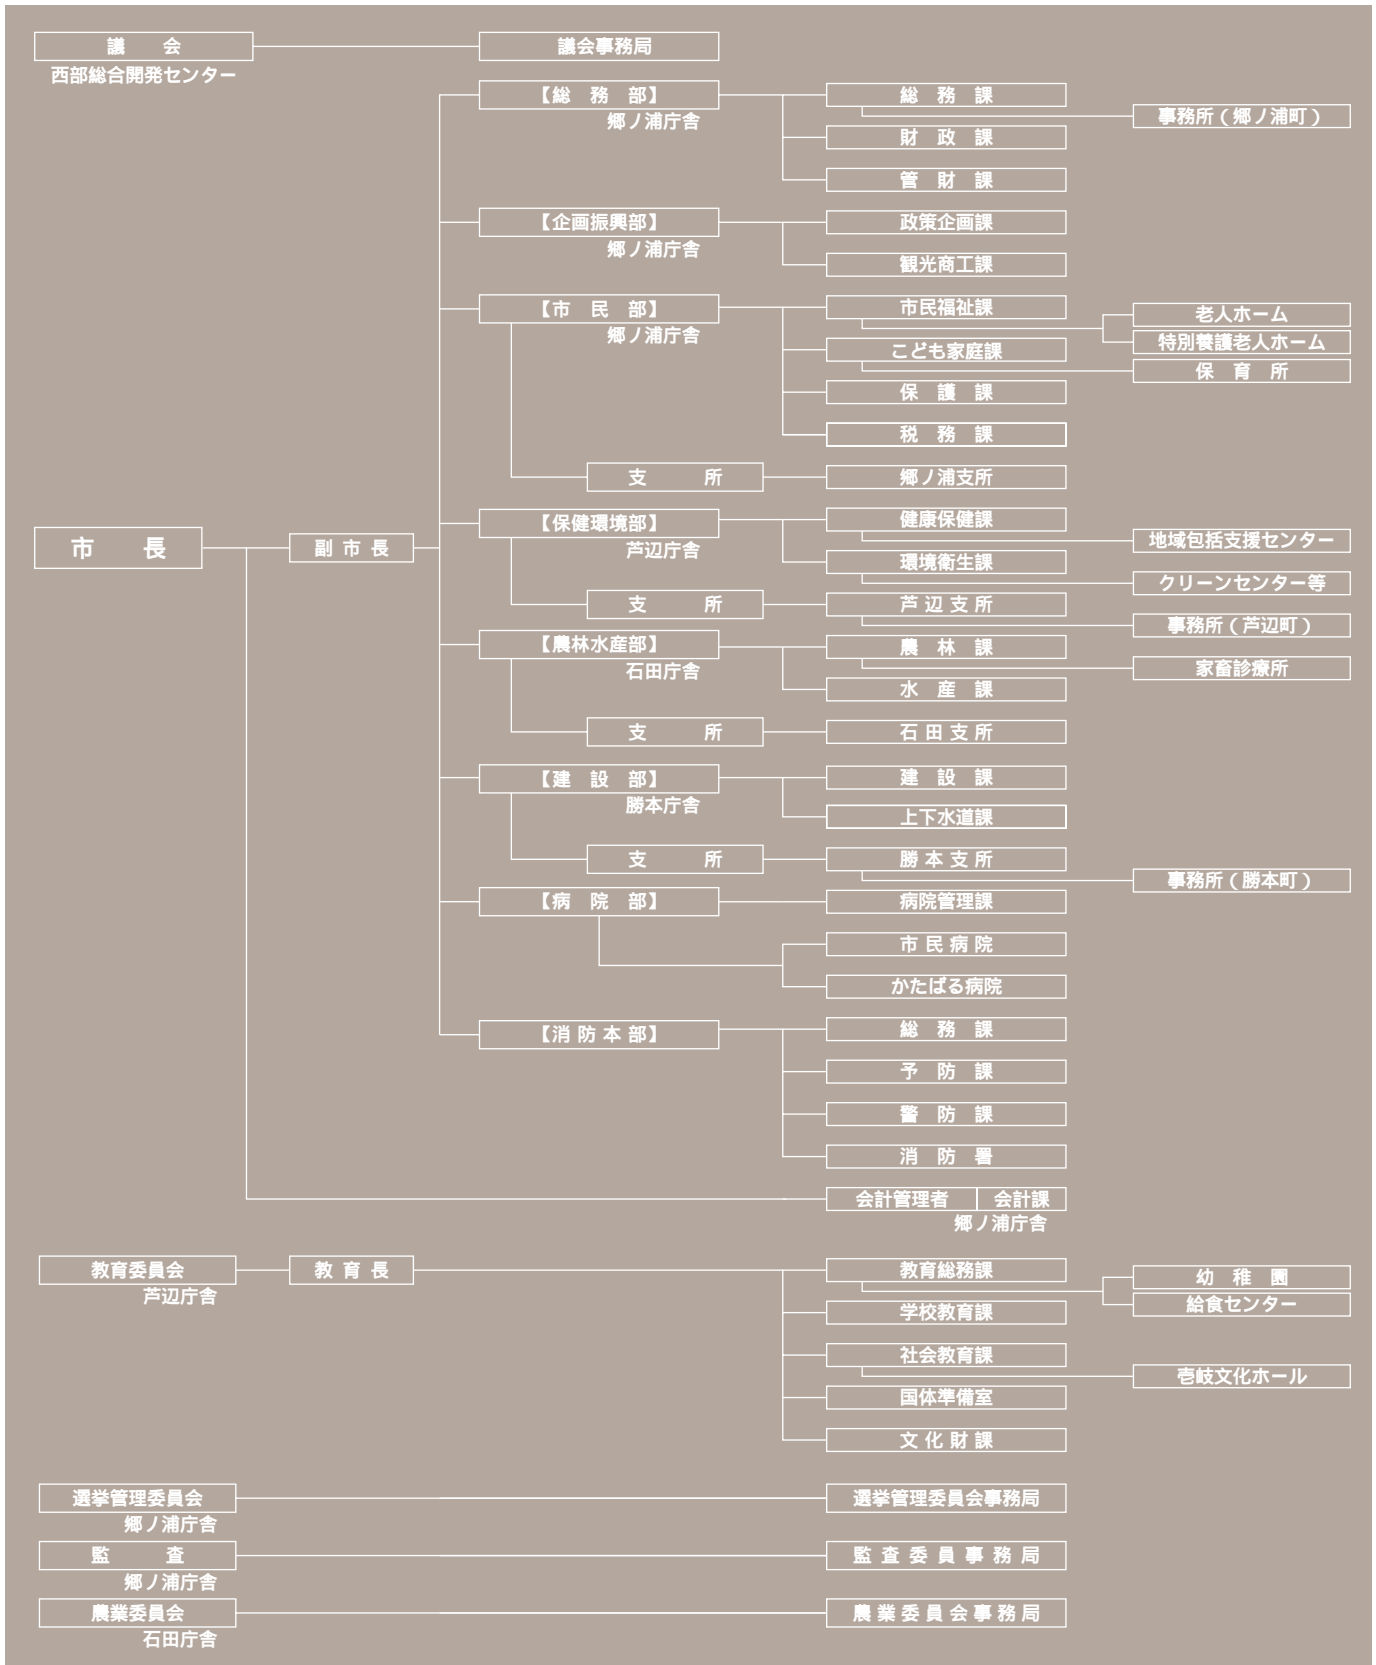 議　会
議会事務局
西部総合開発センター
【総　務　部】
総　務　課
郷ノ浦庁舎
事務所（郷ノ浦町）
財　政　課
管　財　課
【企画振興部】
政策企画課
郷ノ浦庁舎
観光商工課
【市　民　部】
市民福祉課
郷ノ浦庁舎
老人ホーム
特別養護老人ホーム
こども家庭課
保　育　所
保　護　課
税　務　課
支　所
郷ノ浦支所
市　長
副 市 長
【保健環境部】
健康保健課
芦辺庁舎
地域包括支援センター
環境衛生課
クリーンセンター等
支　所
芦 辺 支 所
事務所（芦辺町）
【農林水産部】
農　林　課
石田庁舎
家畜診療所
水　産　課
支　所
石 田 支 所
【建　設　部】
建　設　課
勝本庁舎
上下水道課
支　所
勝 本 支 所
事務所（勝本町）
【病　院　部】
病院管理課
市 民 病 院
かたばる病院
【消 防 本 部】
総　務　課
予　防　課
警　防　課
消　防　署
会計管理者
会計課
郷ノ浦庁舎
教育委員会
教 育 長
教育総務課
芦辺庁舎
幼　稚　園
給食センター
学校教育課
社会教育課
壱岐文化ホール
国体準備室
文 化 財 課
選挙管理委員会
選挙管理委員会事務局
郷ノ浦庁舎
監　査
監 査 委 員 事 務 局
郷ノ浦庁舎
農業委員会
農 業 委 員 会 事 務 局
石田庁舎